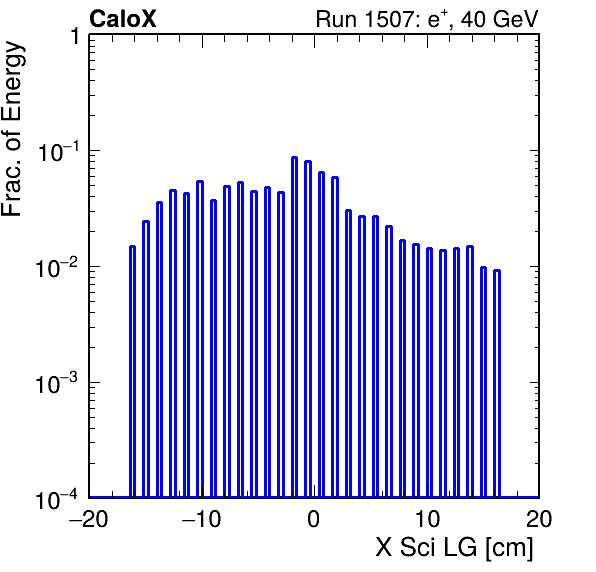 CaloX
Run 1507: e⁺, 40 GeV
Frac. of Energy
1
10⁻¹
10⁻²
10⁻³
10⁻⁴
−20
−10
0
10
20
X Sci LG [cm]